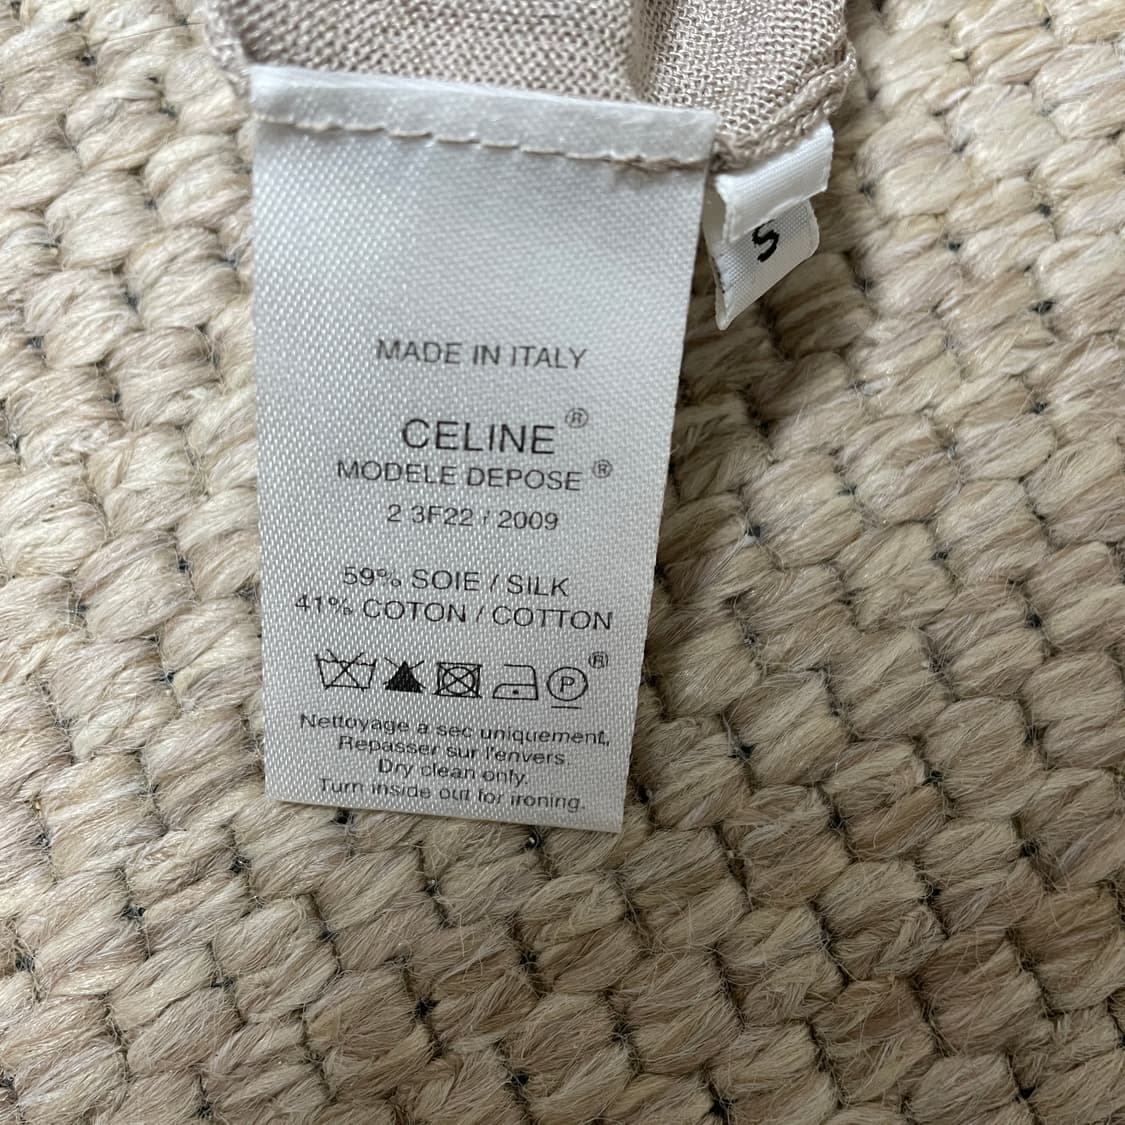 S
MADE IN ITALY
CELINE ®
MODELE DEPOSE ®
2 3F22 / 2009
59% SOIE / SILK
41% COTON / COTTON
P ®
Nettoyage a sec uniquement,
Repasser sur l'envers.
Dry clean only.
Turn inside out for ironing.